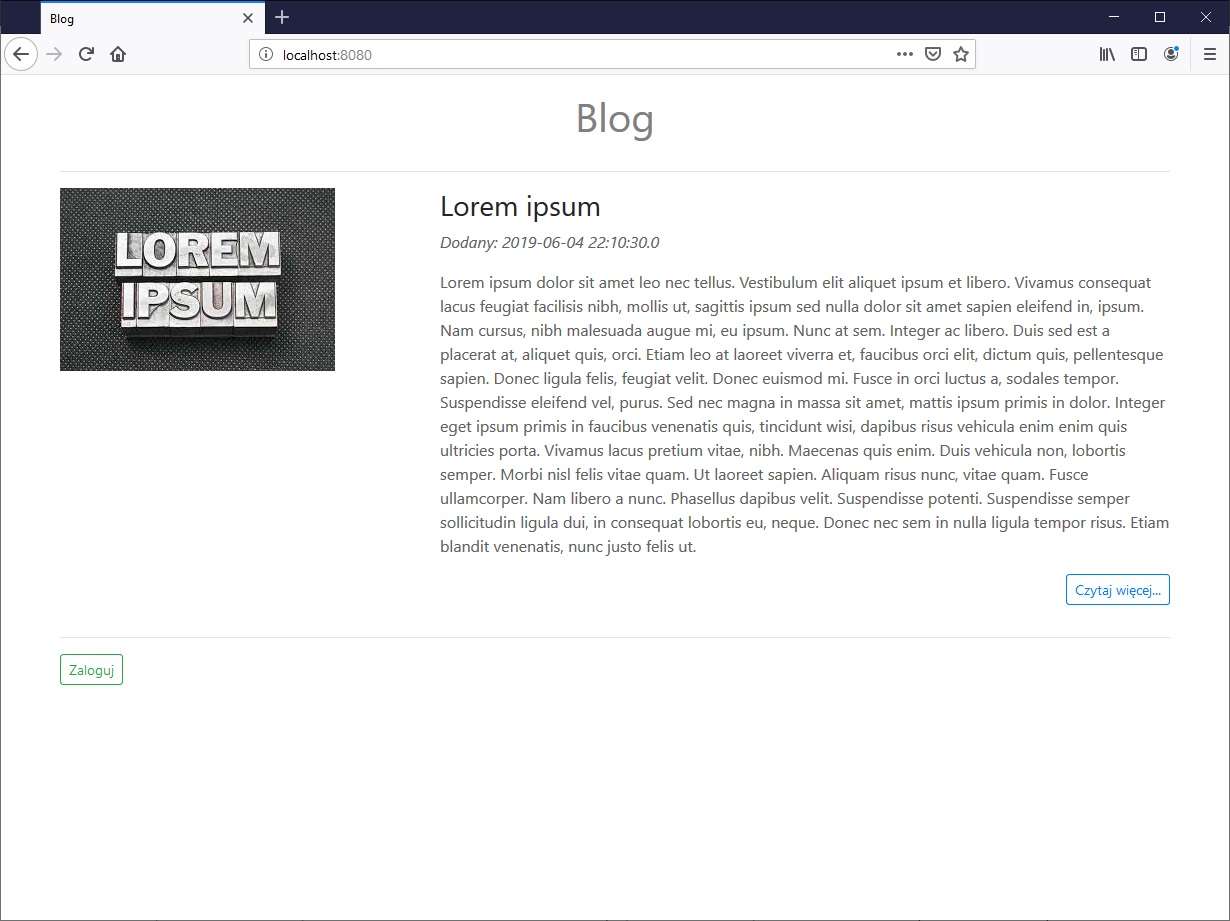 Blog
localhost:8080
Blog
LOREM
IPSUM
Lorem ipsum
Dodany: 2019-06-04 22:10:30.0
Lorem ipsum dolor sit amet leo nec tellus. Vestibulum elit aliquet ipsum et libero. Vivamus consequat
lacus feugiat facilisis nibh, mollis ut, sagittis ipsum sed nulla dolor sit amet sapien eleifend in, ipsum.
Nam cursus, nibh malesuada augue mi, eu ipsum. Nunc at sem. Integer ac libero. Duis sed est a
placerat at, aliquet quis, orci. Etiam leo at laoreet viverra et, faucibus orci elit, dictum quis, pellentesque
sapien. Donec ligula felis, feugiat velit. Donec euismod mi. Fusce in orci luctus a, sodales tempor.
Suspendisse eleifend vel, purus. Sed nec magna in massa sit amet, mattis ipsum primis in dolor. Integer
eget ipsum primis in faucibus venenatis quis, tincidunt wisi, dapibus risus vehicula enim enim quis
ultricies porta. Vivamus lacus pretium vitae, nibh. Maecenas quis enim. Duis vehicula non, lobortis
semper. Morbi nisl felis vitae quam. Ut laoreet sapien. Aliquam risus nunc, vitae quam. Fusce
ullamcorper. Nam libero a nunc. Phasellus dapibus velit. Suspendisse potenti. Suspendisse semper
sollicitudin ligula dui, in consequat lobortis eu, neque. Donec nec sem in nulla ligula tempor risus. Etiam
blandit venenatis, nunc justo felis ut.
Czytaj więcej...
Zaloguj